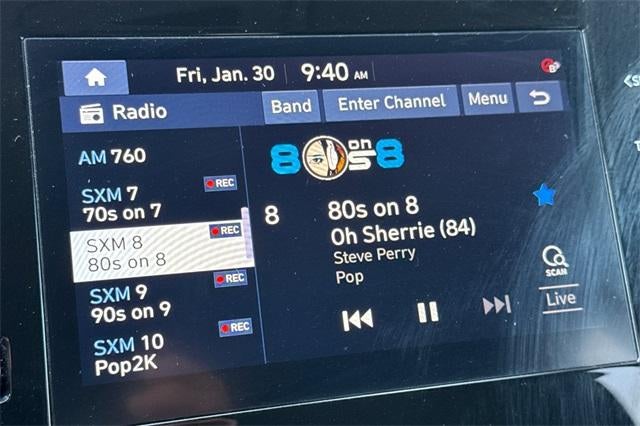 Fri, Jan. 30 9:40 AM
Radio Band Enter Channel Menu
AM 760
SXM 7 REC
70s on 7
SXM 8 REC
80s on 8
SXM 9 REC
90s on 9
SXM 10 REC
Pop2K
80s on 8
8 80s on 8
Oh Sherrie (84)
Steve Perry
Pop
SCAN
Live